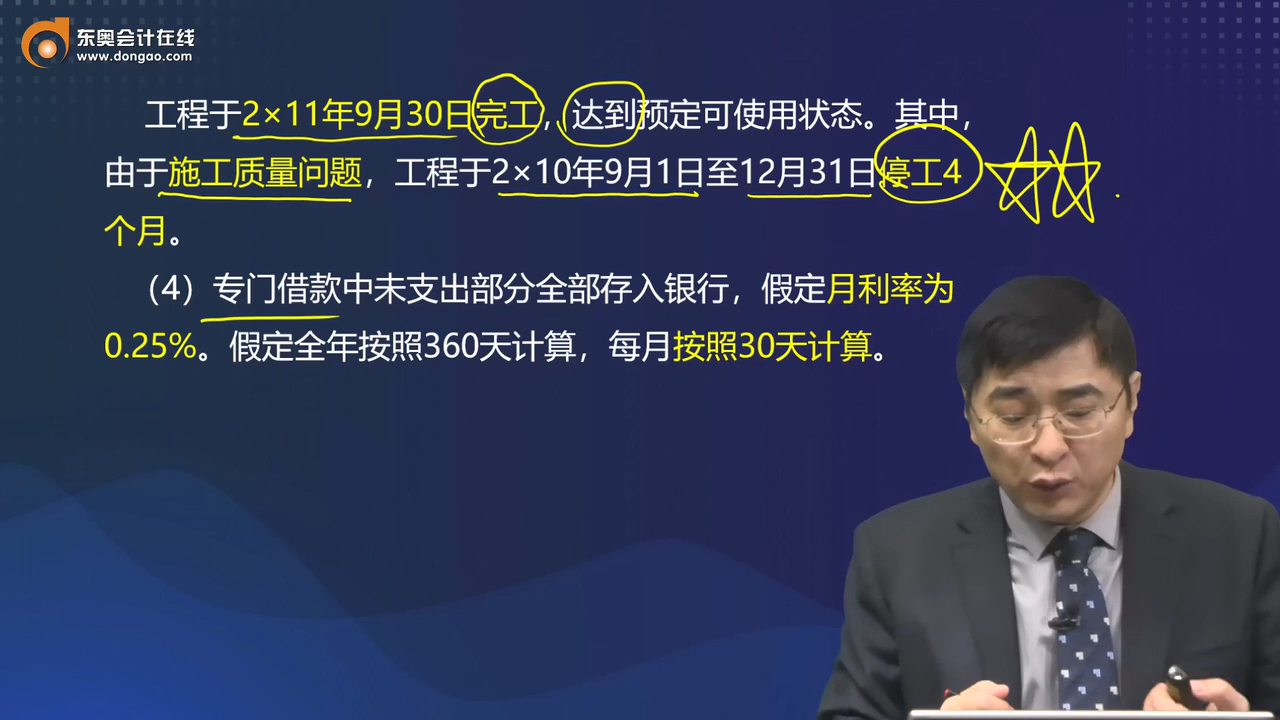 东奥会计在线
www.dongao.com
工程于2×11年9月30日完工，达到预定可使用状态。其中，
由于施工质量问题，工程于2×10年9月1日至12月31日停工4
个月。
（4）专门借款中未支出部分全部存入银行，假定月利率为
0.25%。假定全年按照360天计算，每月按照30天计算。